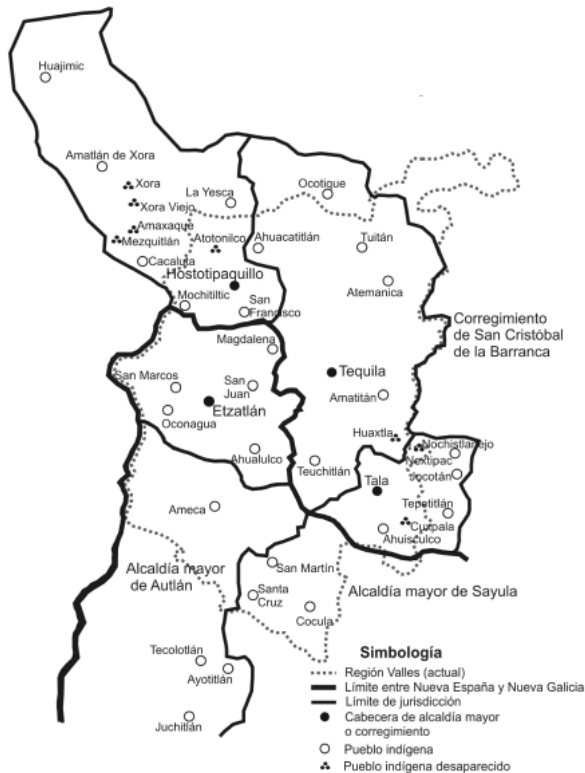 Huajimic
Amatlán de Xora
Xora
Xora Viejo
La Yesca
Ocotique
Amaxaque
Mezquitlán
Atotonilco
Ahuacatitlán
Tuitán
Cacaluta
Hostotipaquillo
Atemanica
Mochitiltic
San
Francisco
Corregimiento
de San Cristóbal
de la Barranca
Magdalena
San Marcos
San
Juan
Tequila
Etzatlán
Amatitán
Oconagua
Huaxtla
Nochistlanejo
Nextipac
Jocotán
Ahualulco
Teuchitlán
Tala
Tepetitlán
Ameca
Cuxpala
Ahuisculco
Alcaldía mayor
de Autlán
San Martín
Santa
Cruz
Alcaldía mayor de Sayula
Cocula
Tecolotlán
Ayotitlán
Juchitlán
Simbología
Región Valles (actual)
Límite entre Nueva España y Nueva Galicia
Límite de jurisdicción
Cabecera de alcaldía mayor
o corregimiento
Pueblo indígena
Pueblo indígena desaparecido